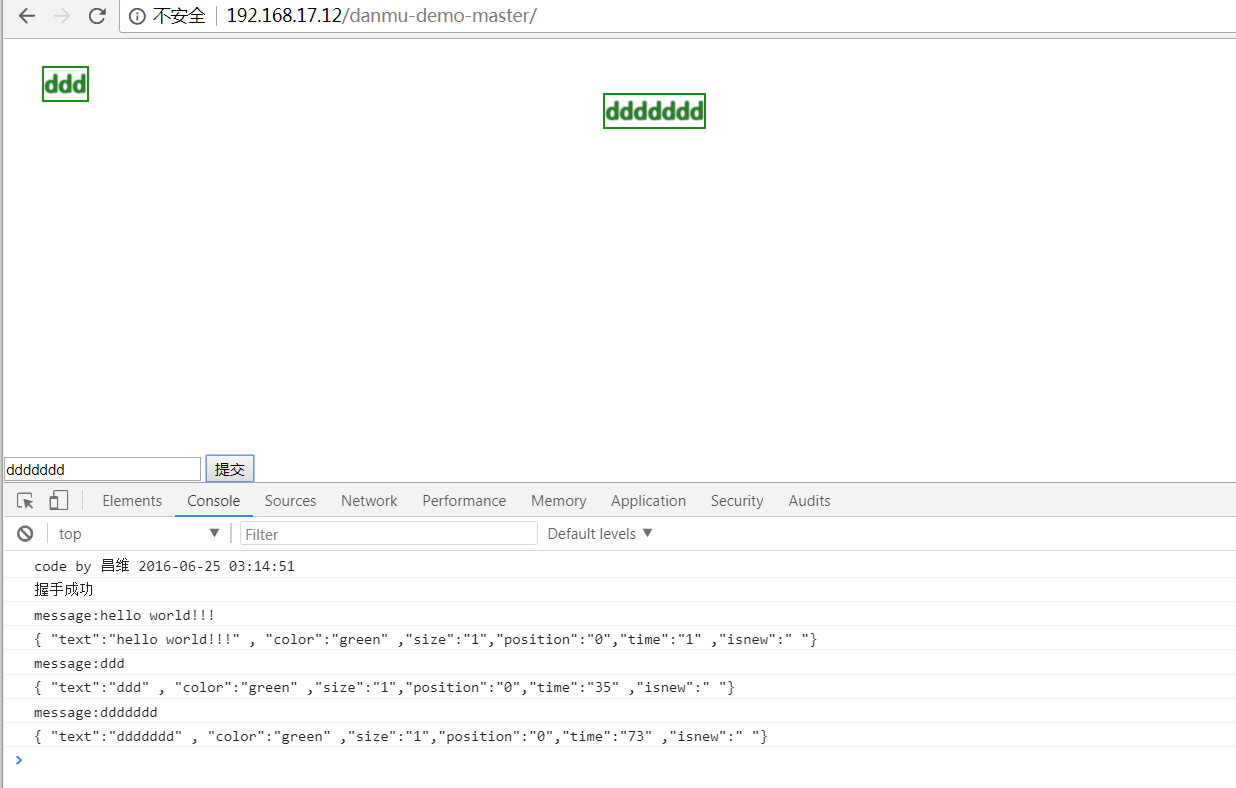 不安全 192.168.17.12/danmu-demo-master/
ddd
ddddddd
ddddddd 提交
Elements Console Sources Network Performance Memory Application Security Audits
top Filter Default levels
code by 昌维 2016-06-25 03:14:51
握手成功
message:hello world!!!
{ "text":"hello world!!!" , "color":"green" ,"size":"1","position":"0","time":"1" ,"isnew":" "}
message:ddd
{ "text":"ddd" , "color":"green" ,"size":"1","position":"0","time":"35" ,"isnew":" "}
message:ddddddd
{ "text":"ddddddd" , "color":"green" ,"size":"1","position":"0","time":"73" ,"isnew":" "}